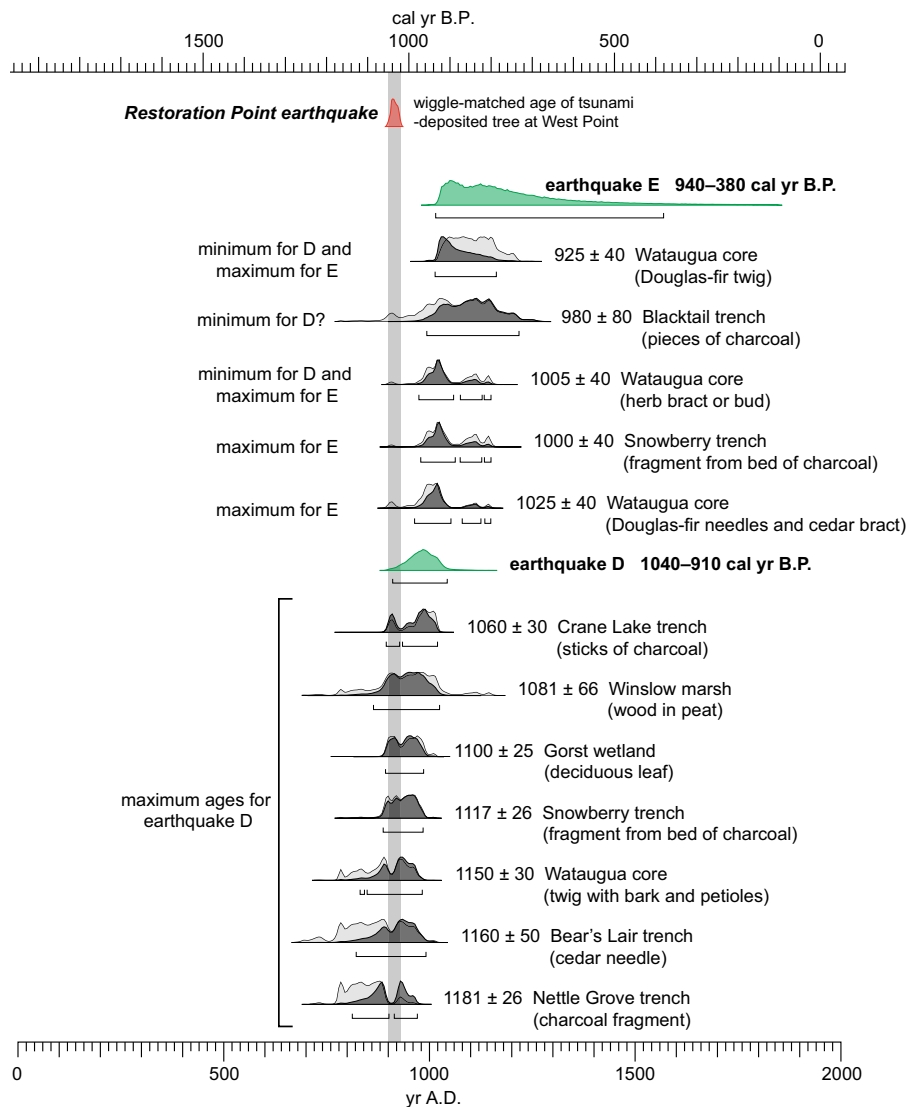 cal yr B.P.
1500 1000 500 0
Restoration Point earthquake
wiggle-matched age of tsunami
-deposited tree at West Point
earthquake E 940–380 cal yr B.P.
minimum for D and
maximum for E
925 ± 40 Wataugua core
(Douglas-fir twig)
minimum for D?
980 ± 80 Blacktail trench
(pieces of charcoal)
minimum for D and
maximum for E
1005 ± 40 Wataugua core
(herb bract or bud)
maximum for E
1000 ± 40 Snowberry trench
(fragment from bed of charcoal)
maximum for E
1025 ± 40 Wataugua core
(Douglas-fir needles and cedar bract)
earthquake D 1040–910 cal yr B.P.
1060 ± 30 Crane Lake trench
(sticks of charcoal)
1081 ± 66 Winslow marsh
(wood in peat)
1100 ± 25 Gorst wetland
(deciduous leaf)
maximum ages for
earthquake D
1117 ± 26 Snowberry trench
(fragment from bed of charcoal)
1150 ± 30 Wataugua core
(twig with bark and petioles)
1160 ± 50 Bear's Lair trench
(cedar needle)
1181 ± 26 Nettle Grove trench
(charcoal fragment)
0 500 1000 1500 2000
yr A.D.